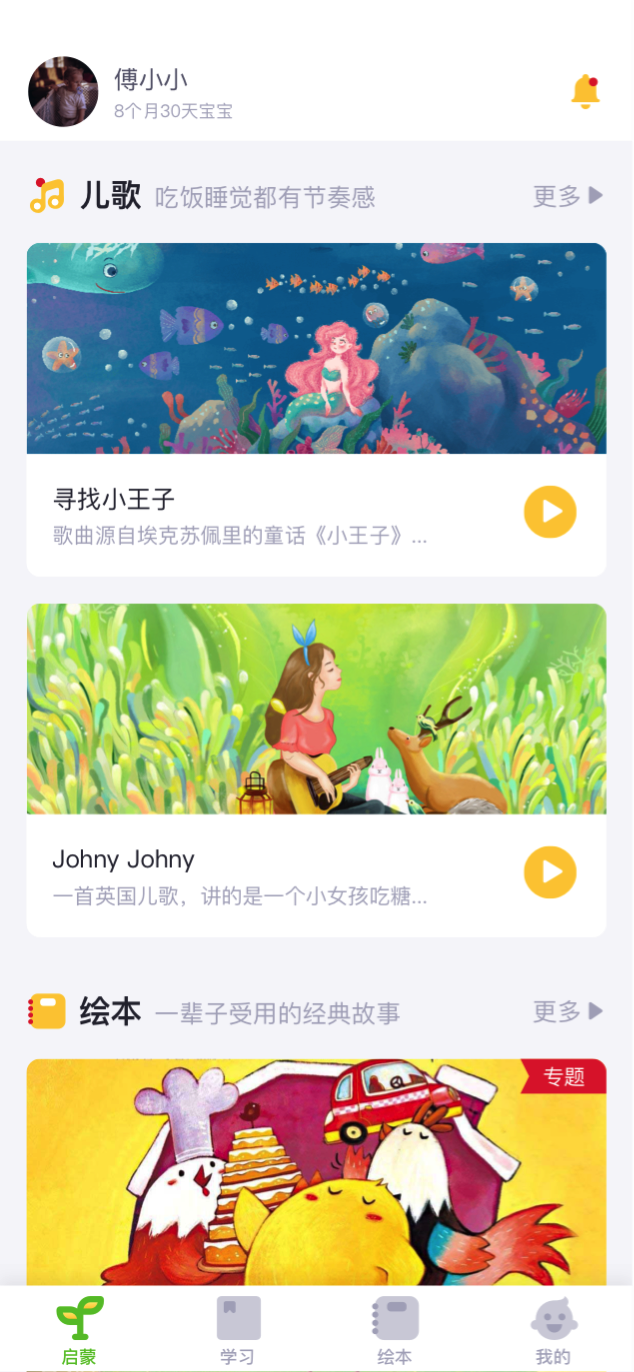 傅小小
8个月30天宝宝
儿歌 吃饭睡觉都有节奏感 更多
寻找小王子
歌曲源自埃克苏佩里的童话《小王子》...
Johny Johny
一首英国儿歌，讲的是一个小女孩吃糖...
绘本 一辈子受用的经典故事 更多
专题
启蒙 学习 绘本 我的